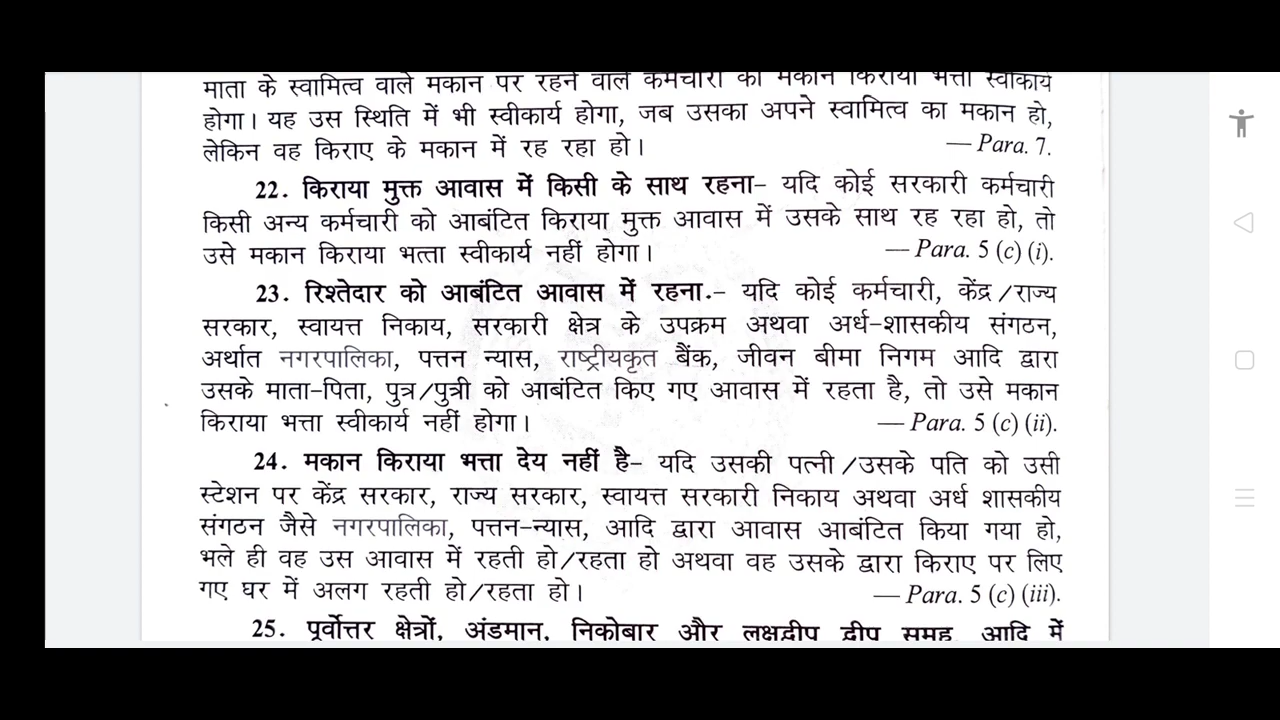 माता के स्वामित्व वाले मकान पर रहने वाले कर्मचारी को मकान किराया भत्ता स्वीकार्य
होगा। यह उस स्थिति में भी स्वीकार्य होगा, जब उसका अपने स्वामित्व का मकान हो,
लेकिन वह किराए के मकान में रह रहा हो। — Para. 7.
22. किराया मुक्त आवास में किसी के साथ रहना– यदि कोई सरकारी कर्मचारी
किसी अन्य कर्मचारी को आबंटित किराया मुक्त आवास में उसके साथ रह रहा हो, तो
उसे मकान किराया भत्ता स्वीकार्य नहीं होगा। — Para. 5 (c) (i).
23. रिश्तेदार को आबंटित आवास में रहना.– यदि कोई कर्मचारी, केंद्र/राज्य
सरकार, स्वायत्त निकाय, सरकारी क्षेत्र के उपक्रम अथवा अर्ध-शासकीय संगठन,
अर्थात नगरपालिका, पत्तन न्यास, राष्ट्रीयकृत बैंक, जीवन बीमा निगम आदि द्वारा
उसके माता-पिता, पुत्र/पुत्री को आबंटित किए गए आवास में रहता है, तो उसे मकान
किराया भत्ता स्वीकार्य नहीं होगा। — Para. 5 (c) (ii).
24. मकान किराया भत्ता देय नहीं है– यदि उसकी पत्नी/उसके पति को उसी
स्टेशन पर केंद्र सरकार, राज्य सरकार, स्वायत्त सरकारी निकाय अथवा अर्ध शासकीय
संगठन जैसे नगरपालिका, पत्तन-न्यास, आदि द्वारा आवास आबंटित किया गया हो,
भले ही वह उस आवास में रहती हो/रहता हो अथवा वह उसके द्वारा किराए पर लिए
गए घर में अलग रहती हो/रहता हो। — Para. 5 (c) (iii).
25. पूर्वोत्तर क्षेत्रों, अंडमान, निकोबार और लक्षद्वीप द्वीप समूह, आदि में